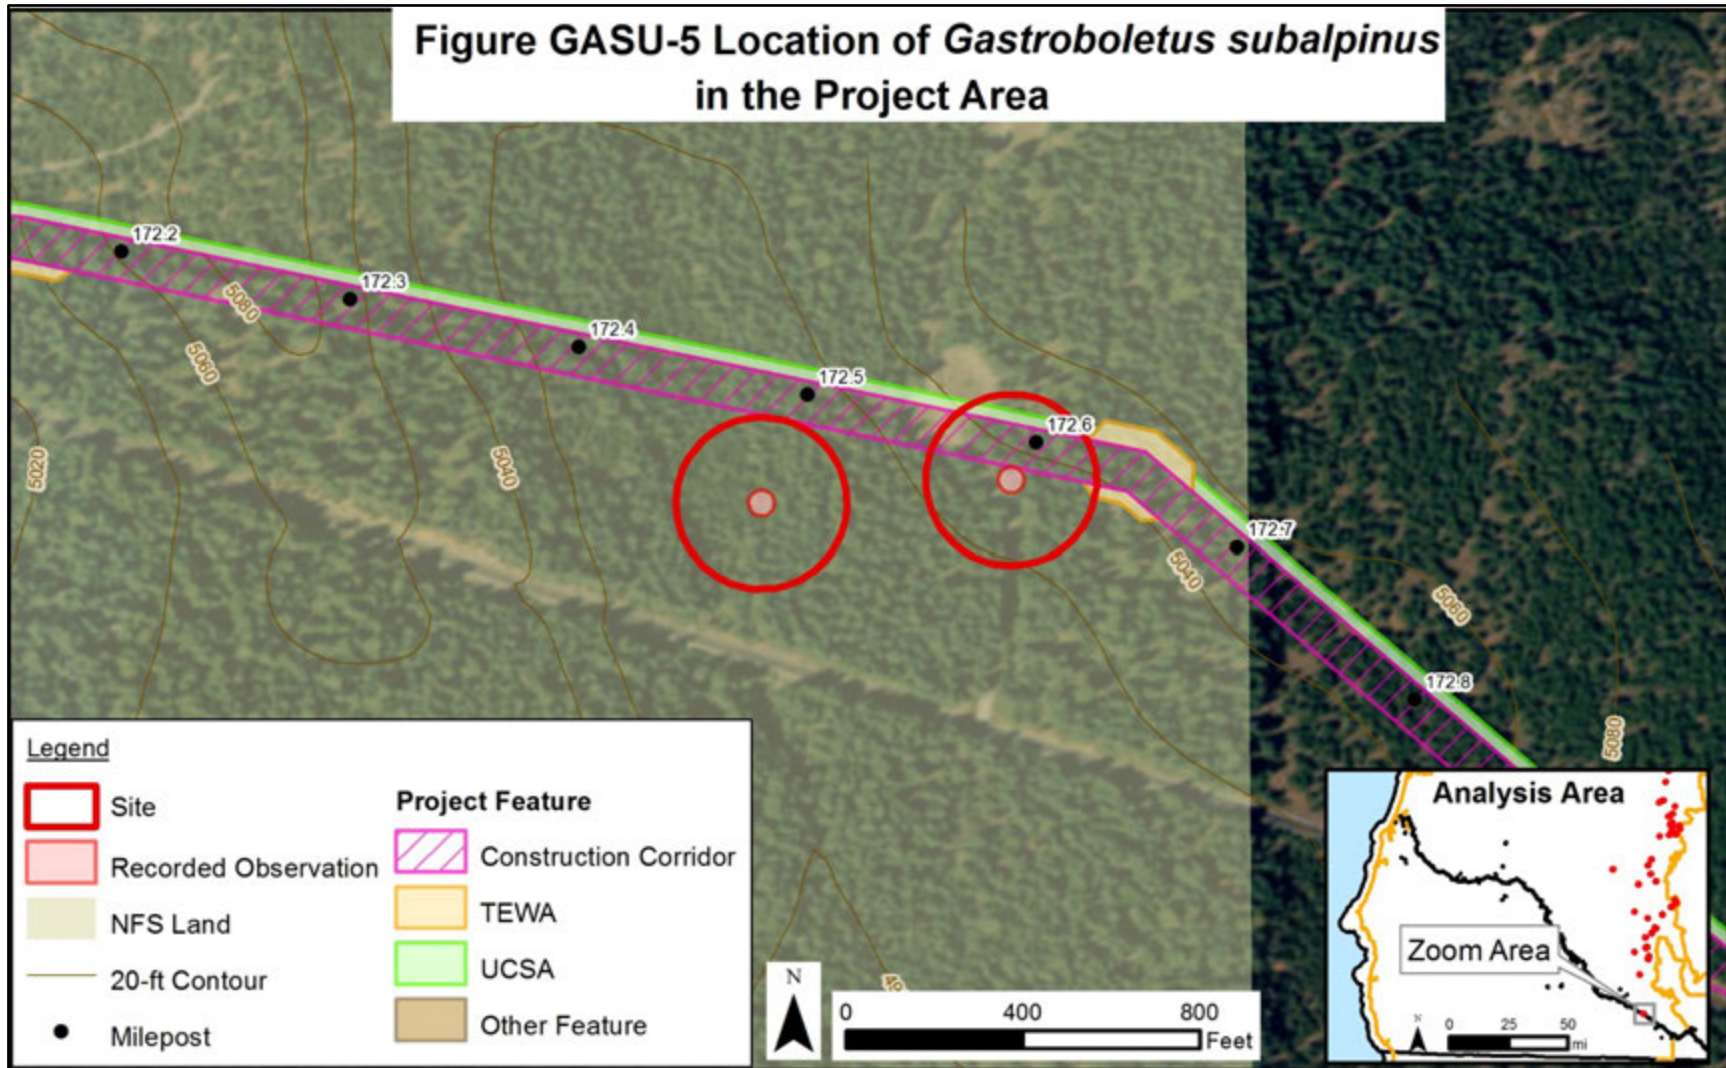 Figure GASU-5 Location of Gastroboletus subalpinus
in the Project Area
172.2
172.3
172.4
172.5
172.6
172.7
172.8
5080
5060
5020
5040
5040
5060
5080
49
Legend
Site
Recorded Observation
NFS Land
20-ft Contour
Milepost
Project Feature
Construction Corridor
TEWA
UCSA
Other Feature
N
0 400 800
Feet
Analysis Area
Zoom Area
N
0 25 50
mi